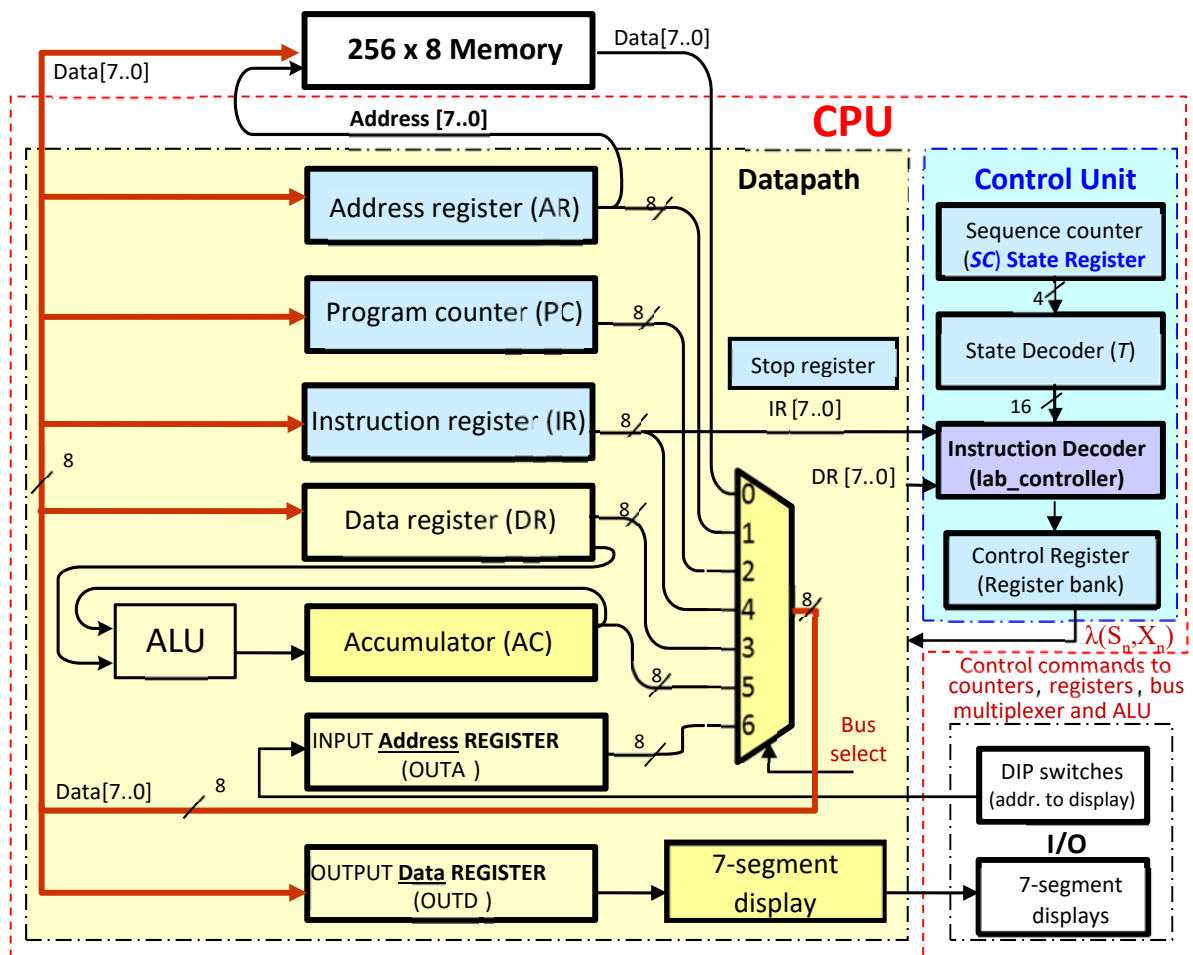 256 x 8 Memory
Data[7..0]
Data[7..0]
Address [7..0]
CPU
Datapath
Control Unit
Address register (AR)
8
Sequence counter
(SC) State Register
4
Program counter (PC)
8
State Decoder (T)
16
Stop register
IR [7..0]
Instruction register (IR)
8
Instruction Decoder
(lab_controller)
DR [7..0]
8
Data register (DR)
8
Control Register
(Register bank)
0
1
2
4
3
5
6
8
ALU
Accumulator (AC)
8
λ(Sn,Xn)
Control commands to
counters, registers, bus
multiplexer and ALU
INPUT Address REGISTER
(OUTA )
8
Bus
select
Data[7..0]
8
DIP switches
(addr. to display)
I/O
OUTPUT Data REGISTER
(OUTD )
7-segment
display
7-segment
displays